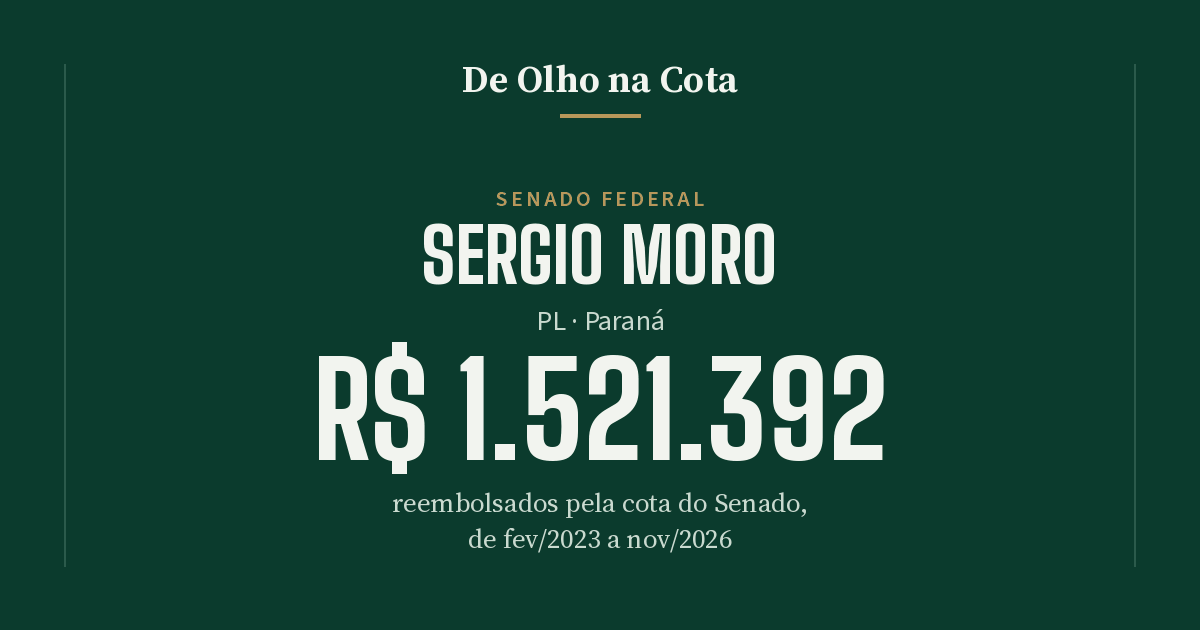 De Olho na Cota
SENADO FEDERAL
SERGIO MORO
PL · Paraná
R$ 1.521.392
reembolsados pela cota do Senado,
de fev/2023 a nov/2026